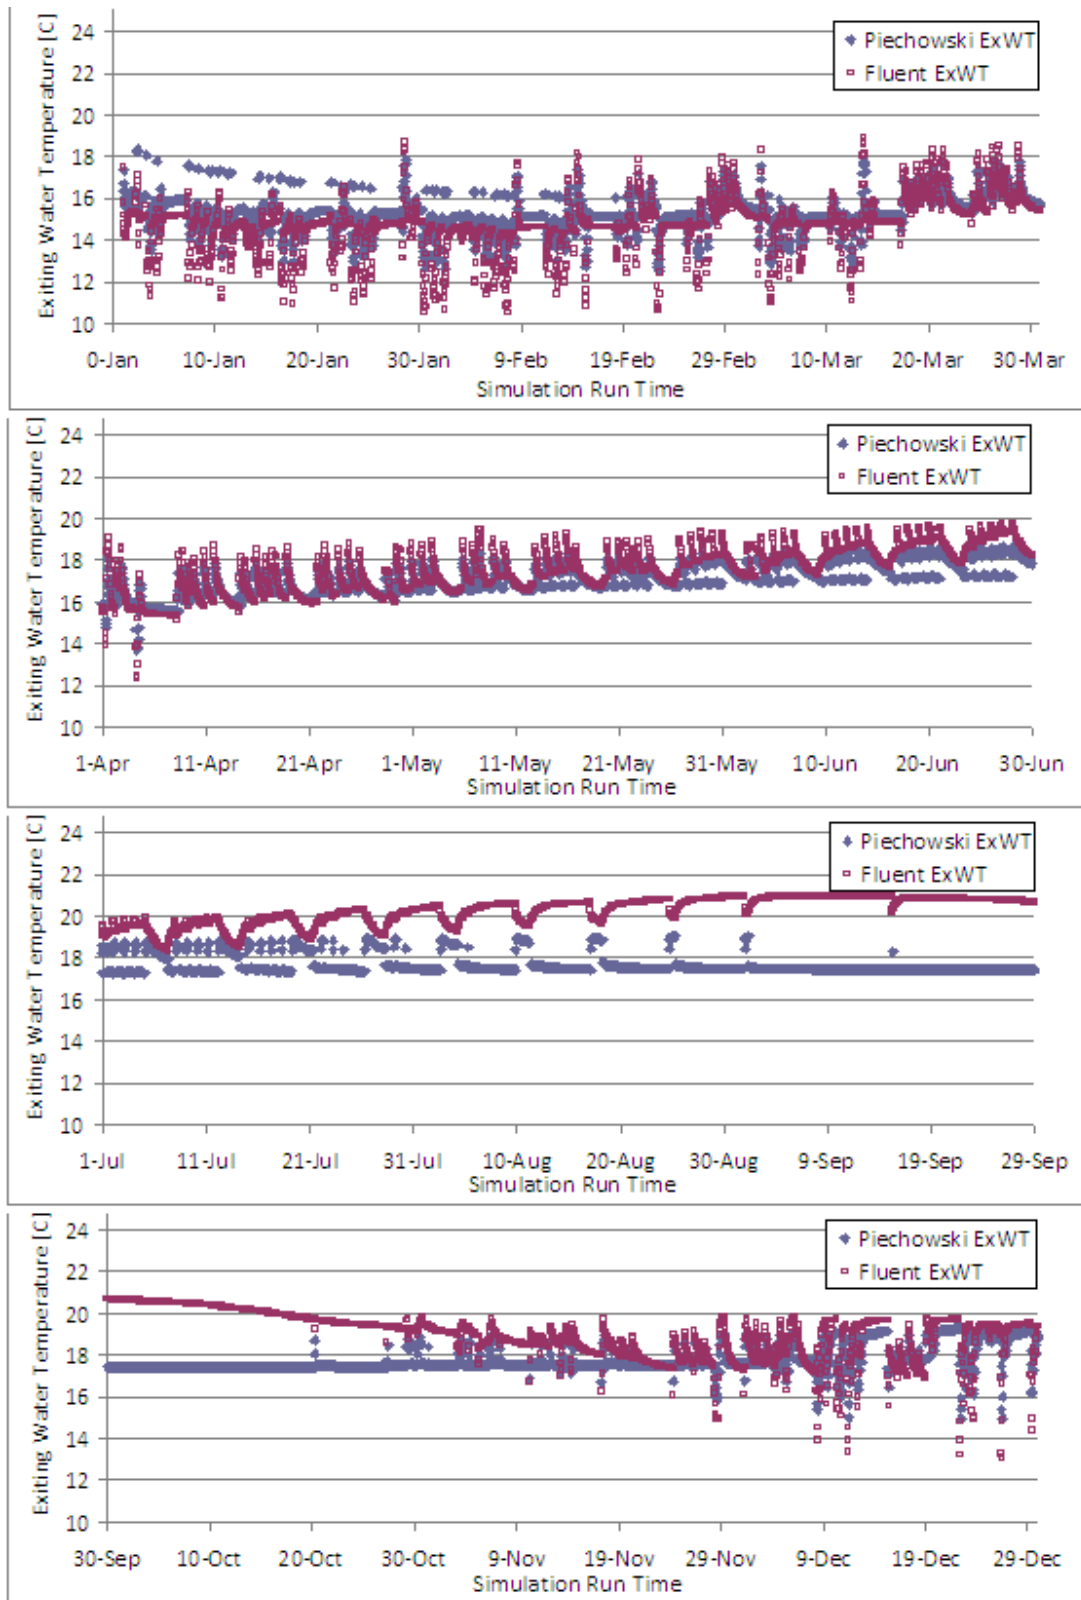 Exiting Water Temperature [C]
24
22
20
18
16
14
12
10
Piechowski ExWT
Fluent ExWT
0-Jan 10-Jan 20-Jan 30-Jan 9-Feb 19-Feb 29-Feb 10-Mar 20-Mar 30-Mar
Simulation Run Time
Exiting Water Temperature [C]
24
22
20
18
16
14
12
10
Piechowski ExWT
Fluent ExWT
1-Apr 11-Apr 21-Apr 1-May 11-May 21-May 31-May 10-Jun 20-Jun 30-Jun
Simulation Run Time
Exiting Water Temperature [C]
24
22
20
18
16
14
12
10
Piechowski ExWT
Fluent ExWT
1-Jul 11-Jul 21-Jul 31-Jul 10-Aug 20-Aug 30-Aug 9-Sep 19-Sep 29-Sep
Simulation Run Time
Exiting Water Temperature [C]
24
22
20
18
16
14
12
10
Piechowski ExWT
Fluent ExWT
30-Sep 10-Oct 20-Oct 30-Oct 9-Nov 19-Nov 29-Nov 9-Dec 19-Dec 29-Dec
Simulation Run Time